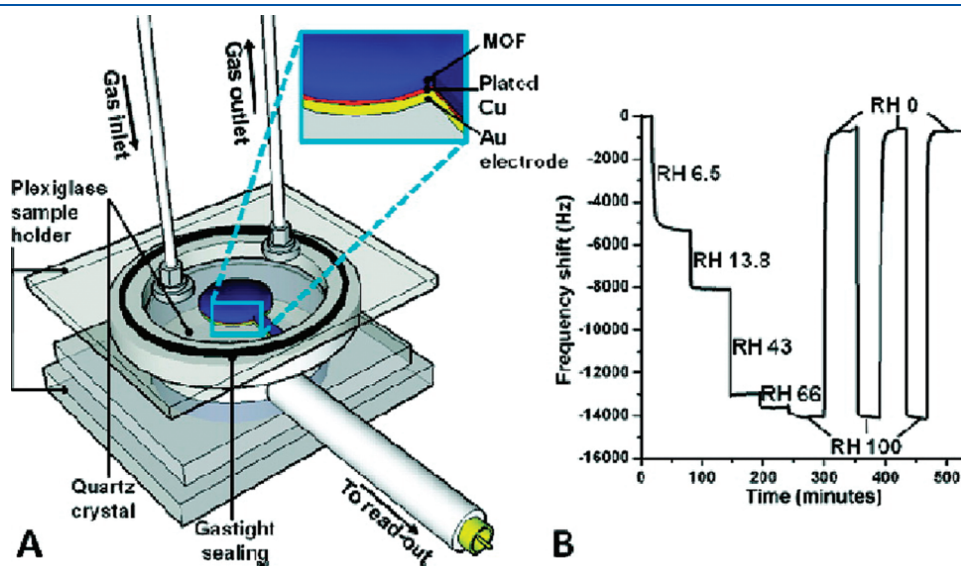 Gas inlet
Gas outlet
MOF
Plated
Cu
Au
electrode
Plexiglase
sample
holder
Quartz
crystal
Gastight
sealing
To read-out
A
Frequency shift (Hz)
0
-2000
-4000
-6000
-8000
-10000
-12000
-14000
-16000
RH 0
RH 6.5
RH 13.8
RH 43
RH 66
RH 100
0
100
200
300
400
500
Time (minutes)
B